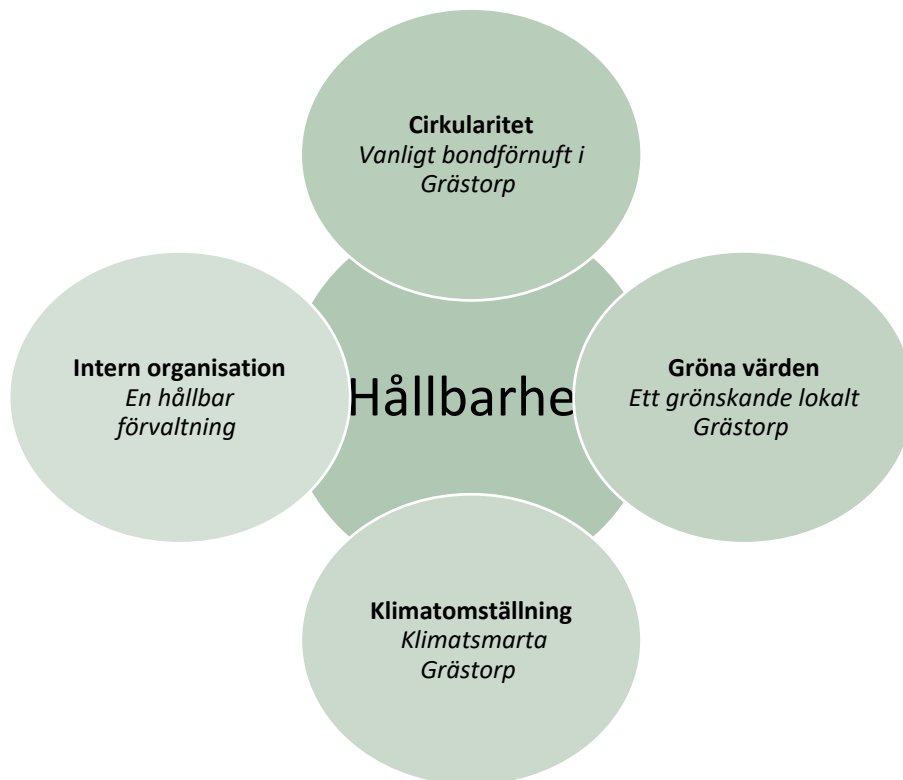 Cirkularitet
Vanligt bondförnuft i
Grästorp
Intern organisation
En hållbar
förvaltning
Hållbarhe
Gröna värden
Ett grönskande lokalt
Grästorp
Klimatomställning
Klimatsmarta
Grästorp